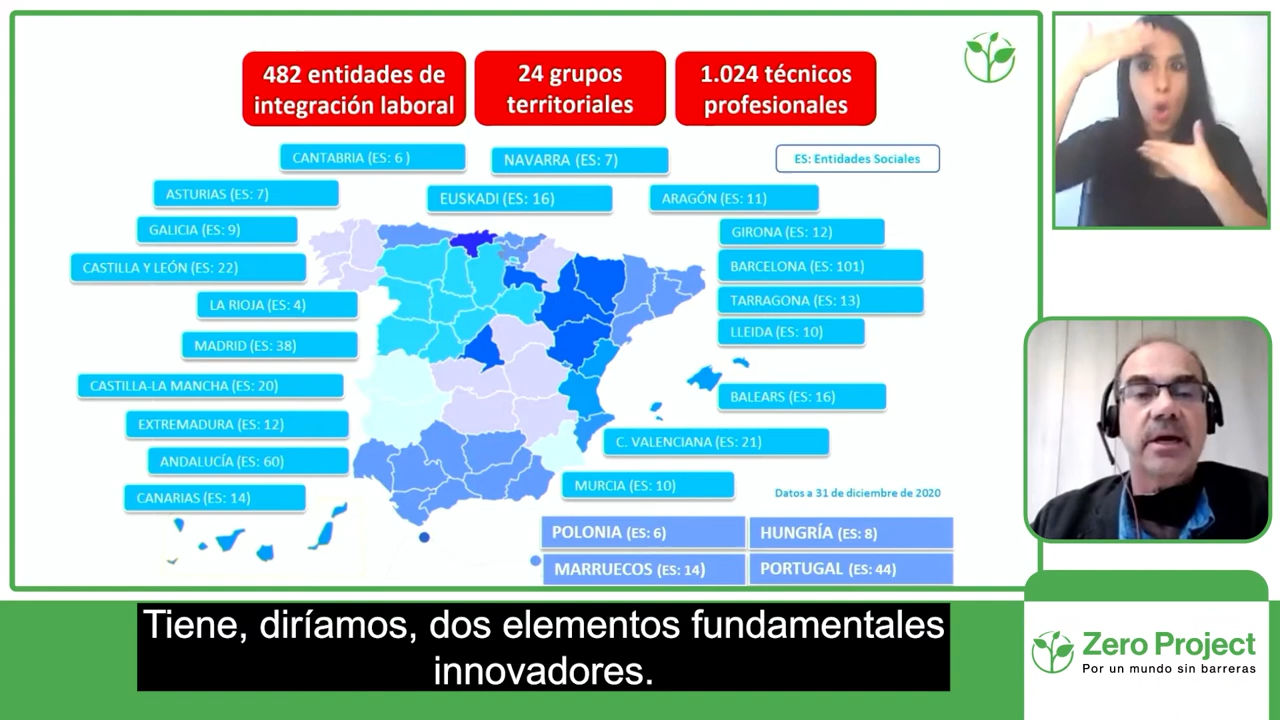 482 entidades de
integración laboral
24 grupos
territoriales
1.024 técnicos
profesionales
CANTABRIA (ES: 6 )
NAVARRA (ES: 7)
ES: Entidades Sociales
ASTURIAS (ES: 7)
EUSKADI (ES: 16)
ARAGÓN (ES: 11)
GALICIA (ES: 9)
GIRONA (ES: 12)
CASTILLA Y LEÓN (ES: 22)
BARCELONA (ES: 101)
LA RIOJA (ES: 4)
TARRAGONA (ES: 13)
MADRID (ES: 38)
LLEIDA (ES: 10)
CASTILLA-LA MANCHA (ES: 20)
BALEARS (ES: 16)
EXTREMADURA (ES: 12)
C. VALENCIANA (ES: 21)
ANDALUCÍA (ES: 60)
MURCIA (ES: 10)
CANARIAS (ES: 14)
Datos a 31 de diciembre de 2020
POLONIA (ES: 6)
HUNGRÍA (ES: 8)
MARRUECOS (ES: 14)
PORTUGAL (ES: 44)
Tiene, diríamos, dos elementos fundamentales
innovadores.
Zero Project
Por un mundo sin barreras